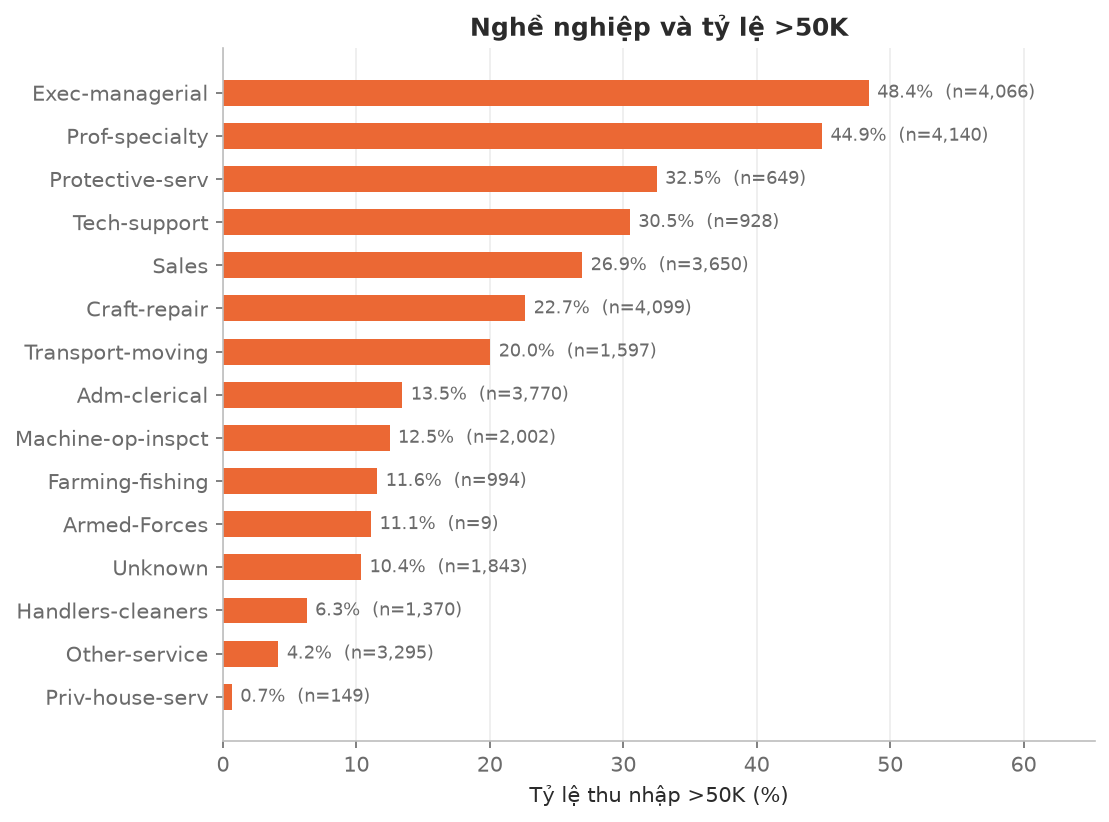 Nghề nghiệp và tỷ lệ >50K
Exec-managerial 48.4% (n=4,066)
Prof-specialty 44.9% (n=4,140)
Protective-serv 32.5% (n=649)
Tech-support 30.5% (n=928)
Sales 26.9% (n=3,650)
Craft-repair 22.7% (n=4,099)
Transport-moving 20.0% (n=1,597)
Adm-clerical 13.5% (n=3,770)
Machine-op-inspct 12.5% (n=2,002)
Farming-fishing 11.6% (n=994)
Armed-Forces 11.1% (n=9)
Unknown 10.4% (n=1,843)
Handlers-cleaners 6.3% (n=1,370)
Other-service 4.2% (n=3,295)
Priv-house-serv 0.7% (n=149)
0 10 20 30 40 50 60
Tỷ lệ thu nhập >50K (%)